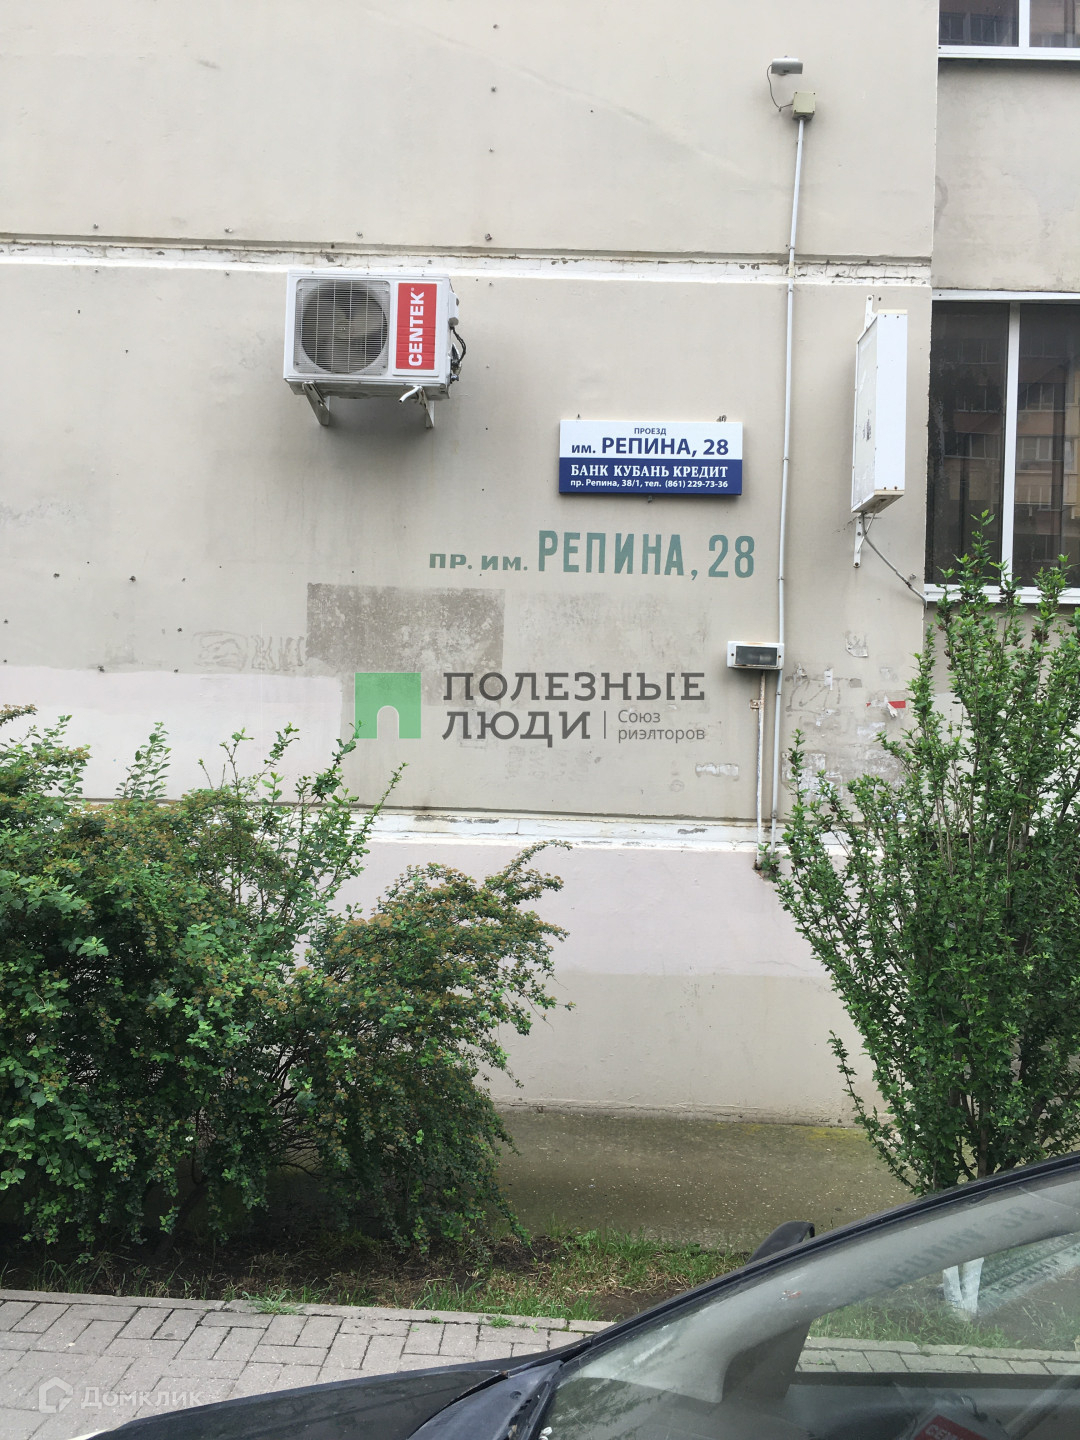 CENTEK
ПРОЕЗД
им. РЕПИНА, 28
БАНК КУБАНЬ КРЕДИТ
пр. Репина, 38/1, тел. (861) 229-73-36
ПР. ИМ. РЕПИНА, 28
ПОЛЕЗНЫЕ
ЛЮДИ
Союз
риэлторов
Домклик